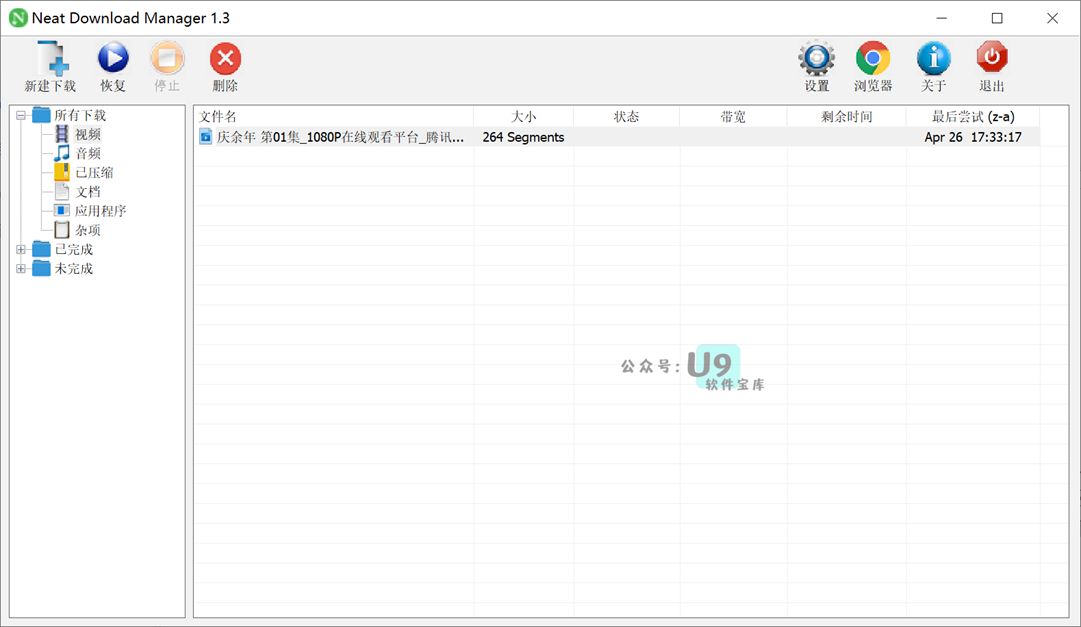 Neat Download Manager 1.3
新建下载 恢复 停止 删除 设置 浏览器 关于 退出
所有下载
视频
音频
已压缩
文档
应用程序
杂项
已完成
未完成
文件名 大小 状态 带宽 剩余时间 最后尝试 (z-a)
庆余年 第01集_1080P在线观看平台_腾讯... 264 Segments Apr 26 17:33:17
公众号: U9
软件宝库